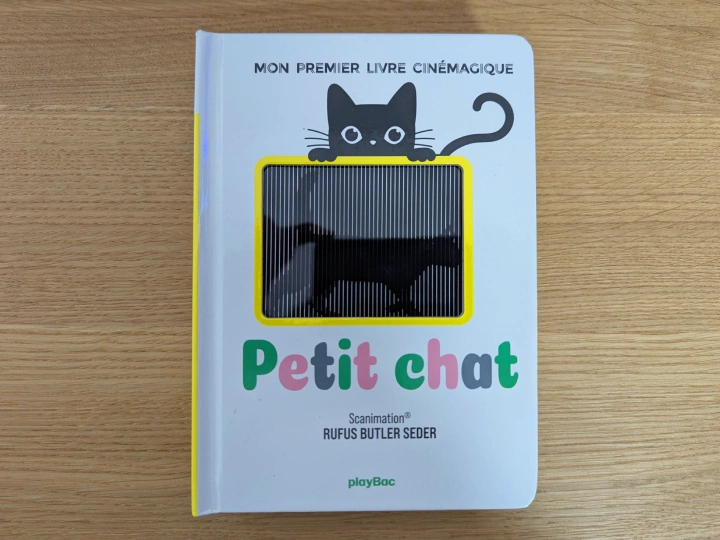 MON PREMIER LIVRE CINÉMAGIQUE
Petit chat
Scanimation®
RUFUS BUTLER SEDER
playBac